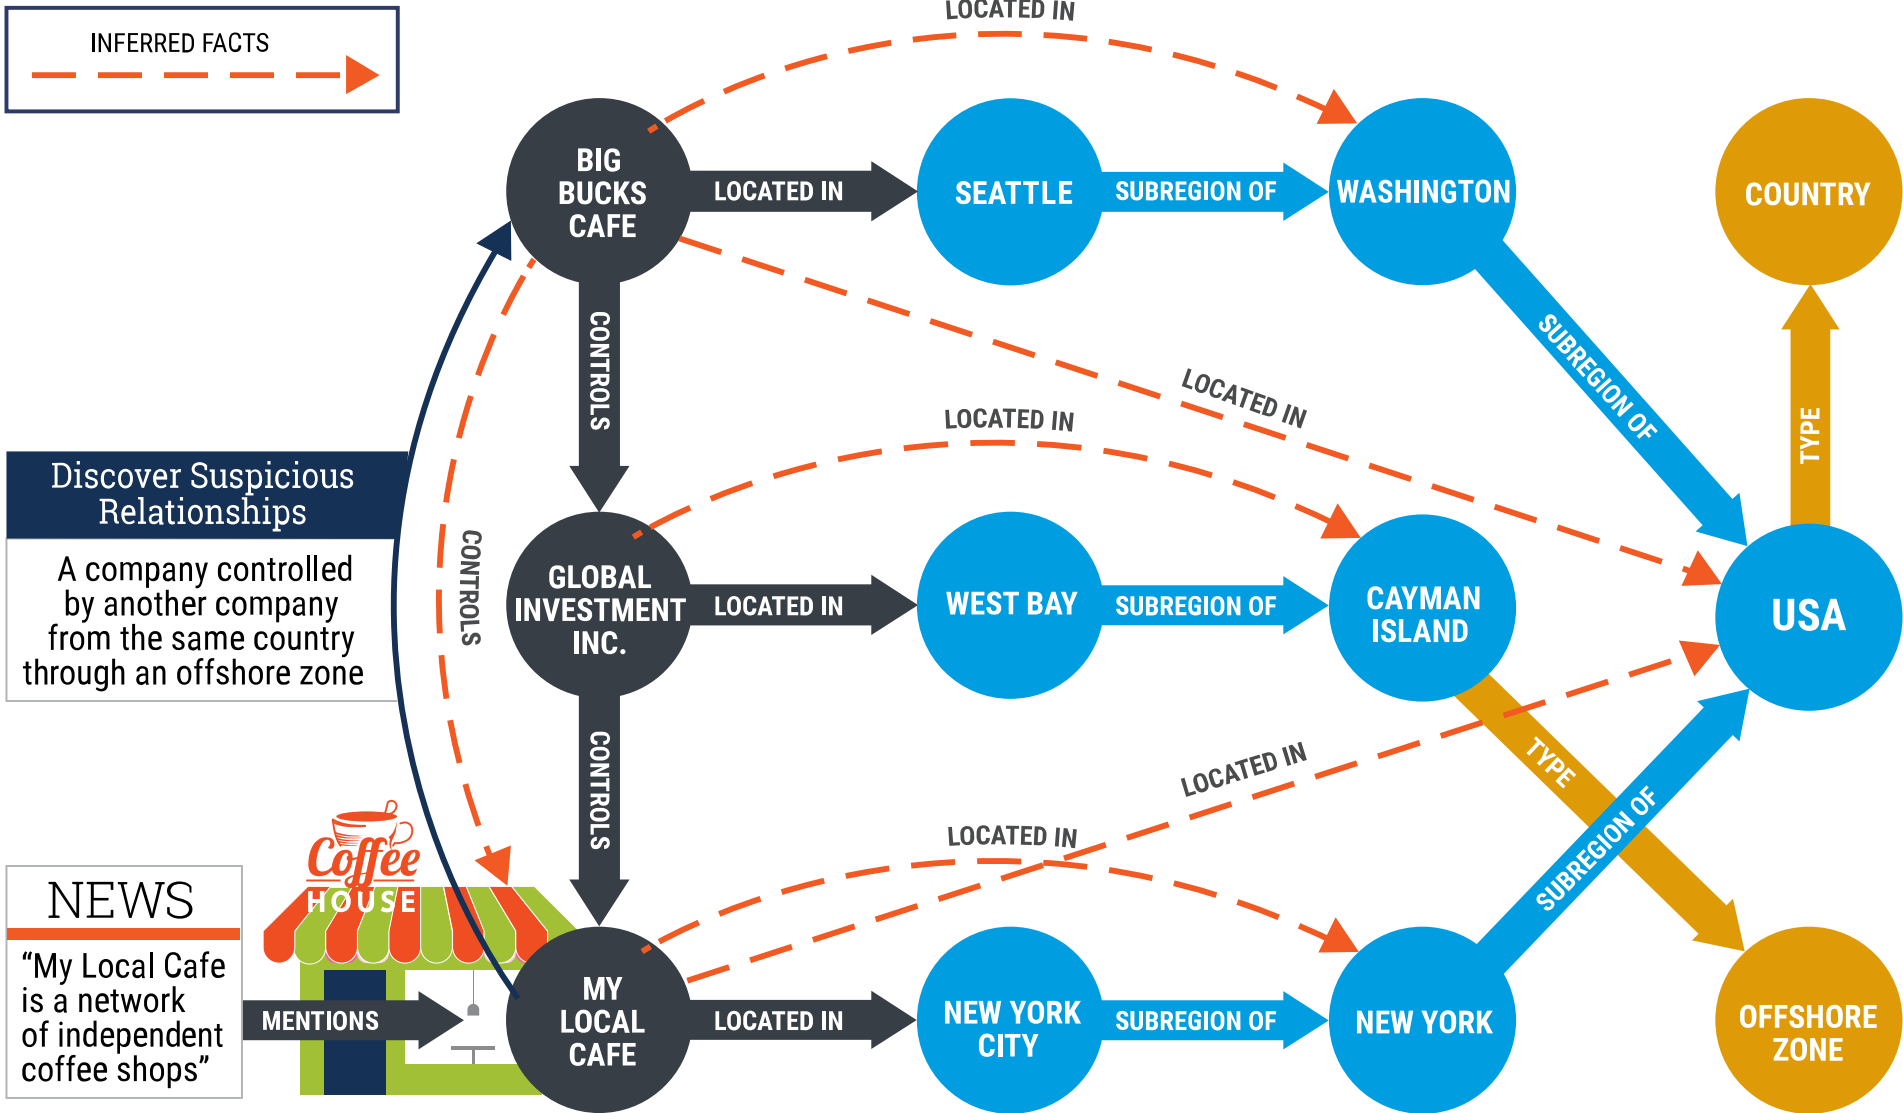 INFERRED FACTS
LOCATED IN
BIG
BUCKS
CAFE
LOCATED IN
SEATTLE
SUBREGION OF
WASHINGTON
COUNTRY
CONTROLS
LOCATED IN
SUBREGION OF
TYPE
LOCATED IN
Discover Suspicious
Relationships
A company controlled
by another company
from the same country
through an offshore zone
CONTROLS
GLOBAL
INVESTMENT
INC.
LOCATED IN
WEST BAY
SUBREGION OF
CAYMAN
ISLAND
USA
CONTROLS
LOCATED IN
TYPE
SUBREGION OF
LOCATED IN
Coffee
HOUSE
NEWS
“My Local Cafe
is a network
of independent
coffee shops”
MENTIONS
MY
LOCAL
CAFE
LOCATED IN
NEW YORK
CITY
SUBREGION OF
NEW YORK
OFFSHORE
ZONE